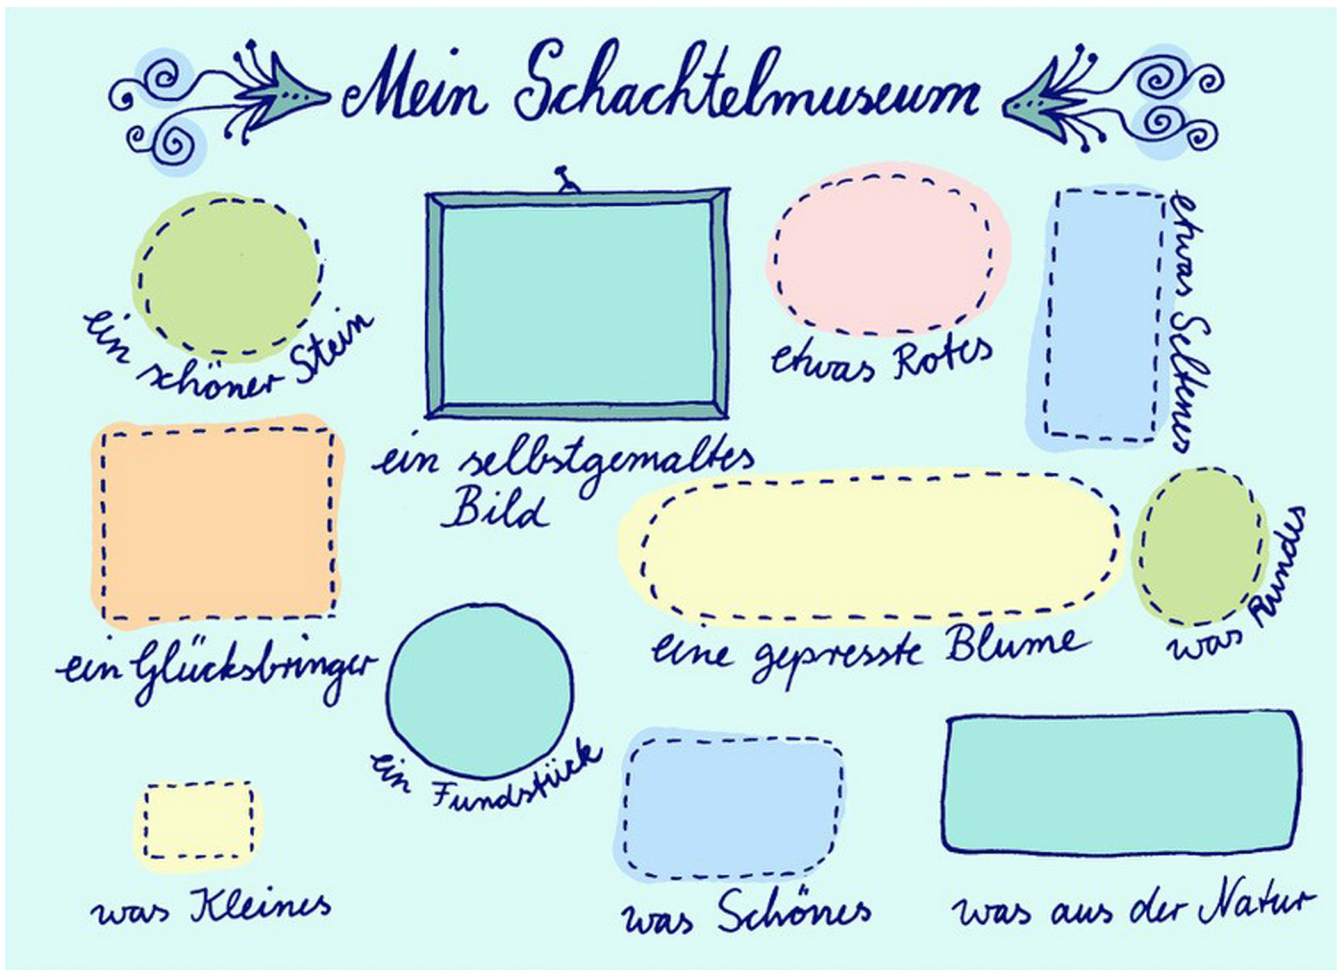 Mein Schachtelmuseum
ein schöner Stein
ein selbstgemaltes
Bild
etwas Rotes
etwas Seltenes
ein Glücksbringer
eine gepresste Blume
was Rundes
ein Fundstück
was Kleines
was Schönes
was aus der Natur